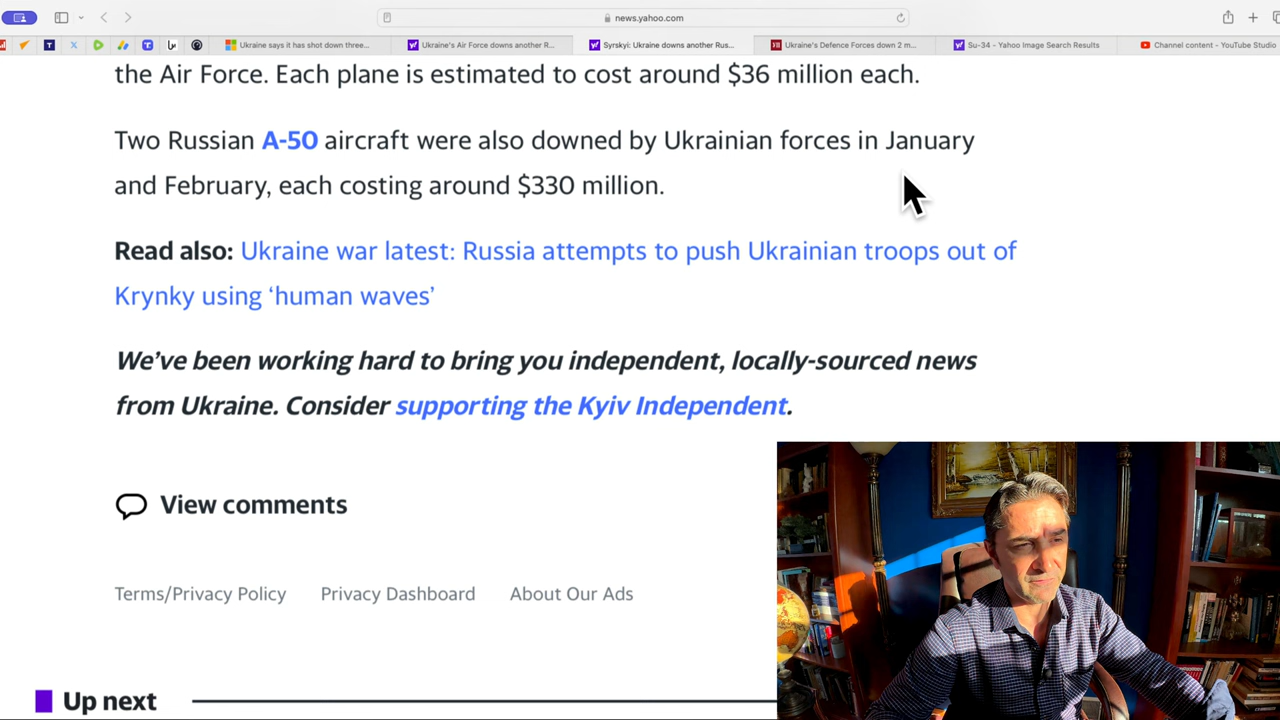 news.yahoo.com
Ukraine says it has shot down three...
Ukraine's Air Force downs another R...
Syrskyi: Ukraine downs another Rus...
Ukraine's Defence Forces down 2 m...
Su-34 - Yahoo Image Search Results
Channel content - YouTube Studio
the Air Force. Each plane is estimated to cost around $36 million each.
Two Russian A-50 aircraft were also downed by Ukrainian forces in January
and February, each costing around $330 million.
Read also: Ukraine war latest: Russia attempts to push Ukrainian troops out of
Krynky using ‘human waves’
We’ve been working hard to bring you independent, locally-sourced news
from Ukraine. Consider supporting the Kyiv Independent.
View comments
Terms/Privacy Policy
Privacy Dashboard
About Our Ads
Up next